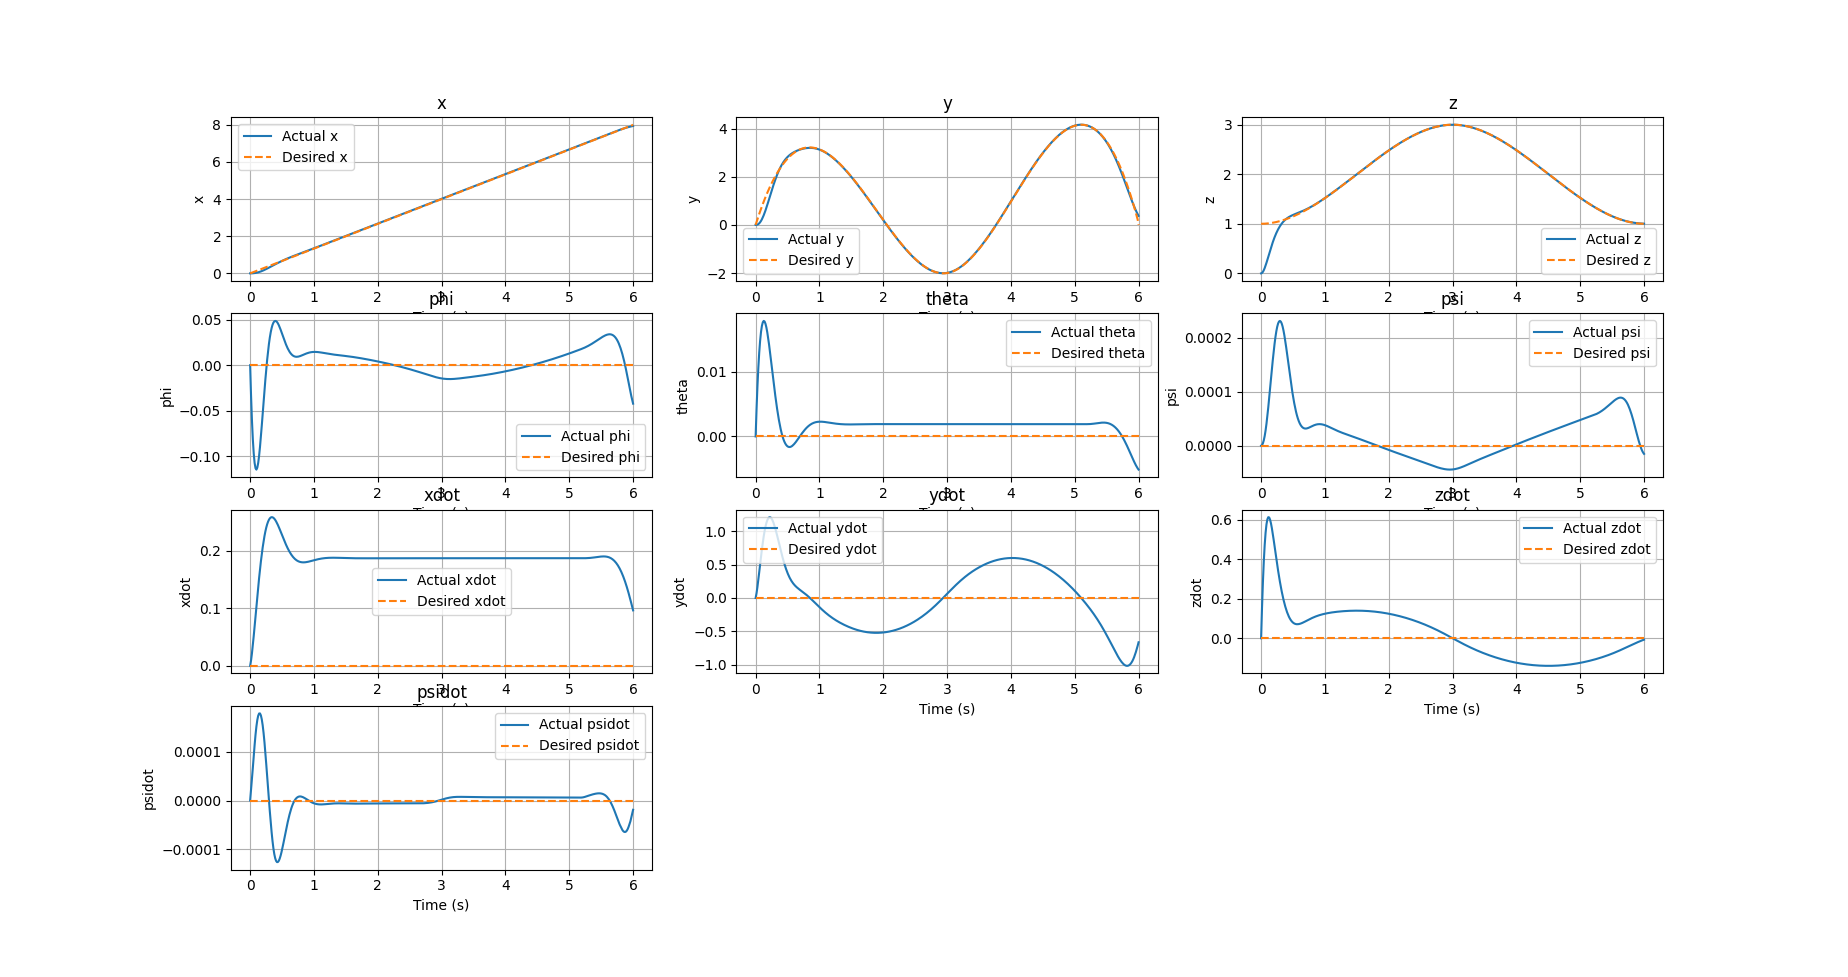 x
8
6
4
2
0
x
Actual x
Desired x
0 1 2 3 4 5 6
Time (s)
y
4
2
0
−2
y
Actual y
Desired y
0 1 2 3 4 5 6
Time (s)
z
3
2
1
0
z
Actual z
Desired z
0 1 2 3 4 5 6
Time (s)
phi
0.05
0.00
−0.05
−0.10
phi
Actual phi
Desired phi
0 1 2 3 4 5 6
Time (s)
theta
0.01
0.00
theta
Actual theta
Desired theta
0 1 2 3 4 5 6
Time (s)
psi
0.0002
0.0001
0.0000
psi
Actual psi
Desired psi
0 1 2 3 4 5 6
Time (s)
xdot
0.2
0.1
0.0
xdot
Actual xdot
Desired xdot
0 1 2 3 4 5 6
Time (s)
ydot
1.0
0.5
0.0
−0.5
−1.0
ydot
Actual ydot
Desired ydot
0 1 2 3 4 5 6
Time (s)
zdot
0.6
0.4
0.2
0.0
zdot
Actual zdot
Desired zdot
0 1 2 3 4 5 6
Time (s)
psidot
0.0001
0.0000
−0.0001
psidot
Actual psidot
Desired psidot
0 1 2 3 4 5 6
Time (s)